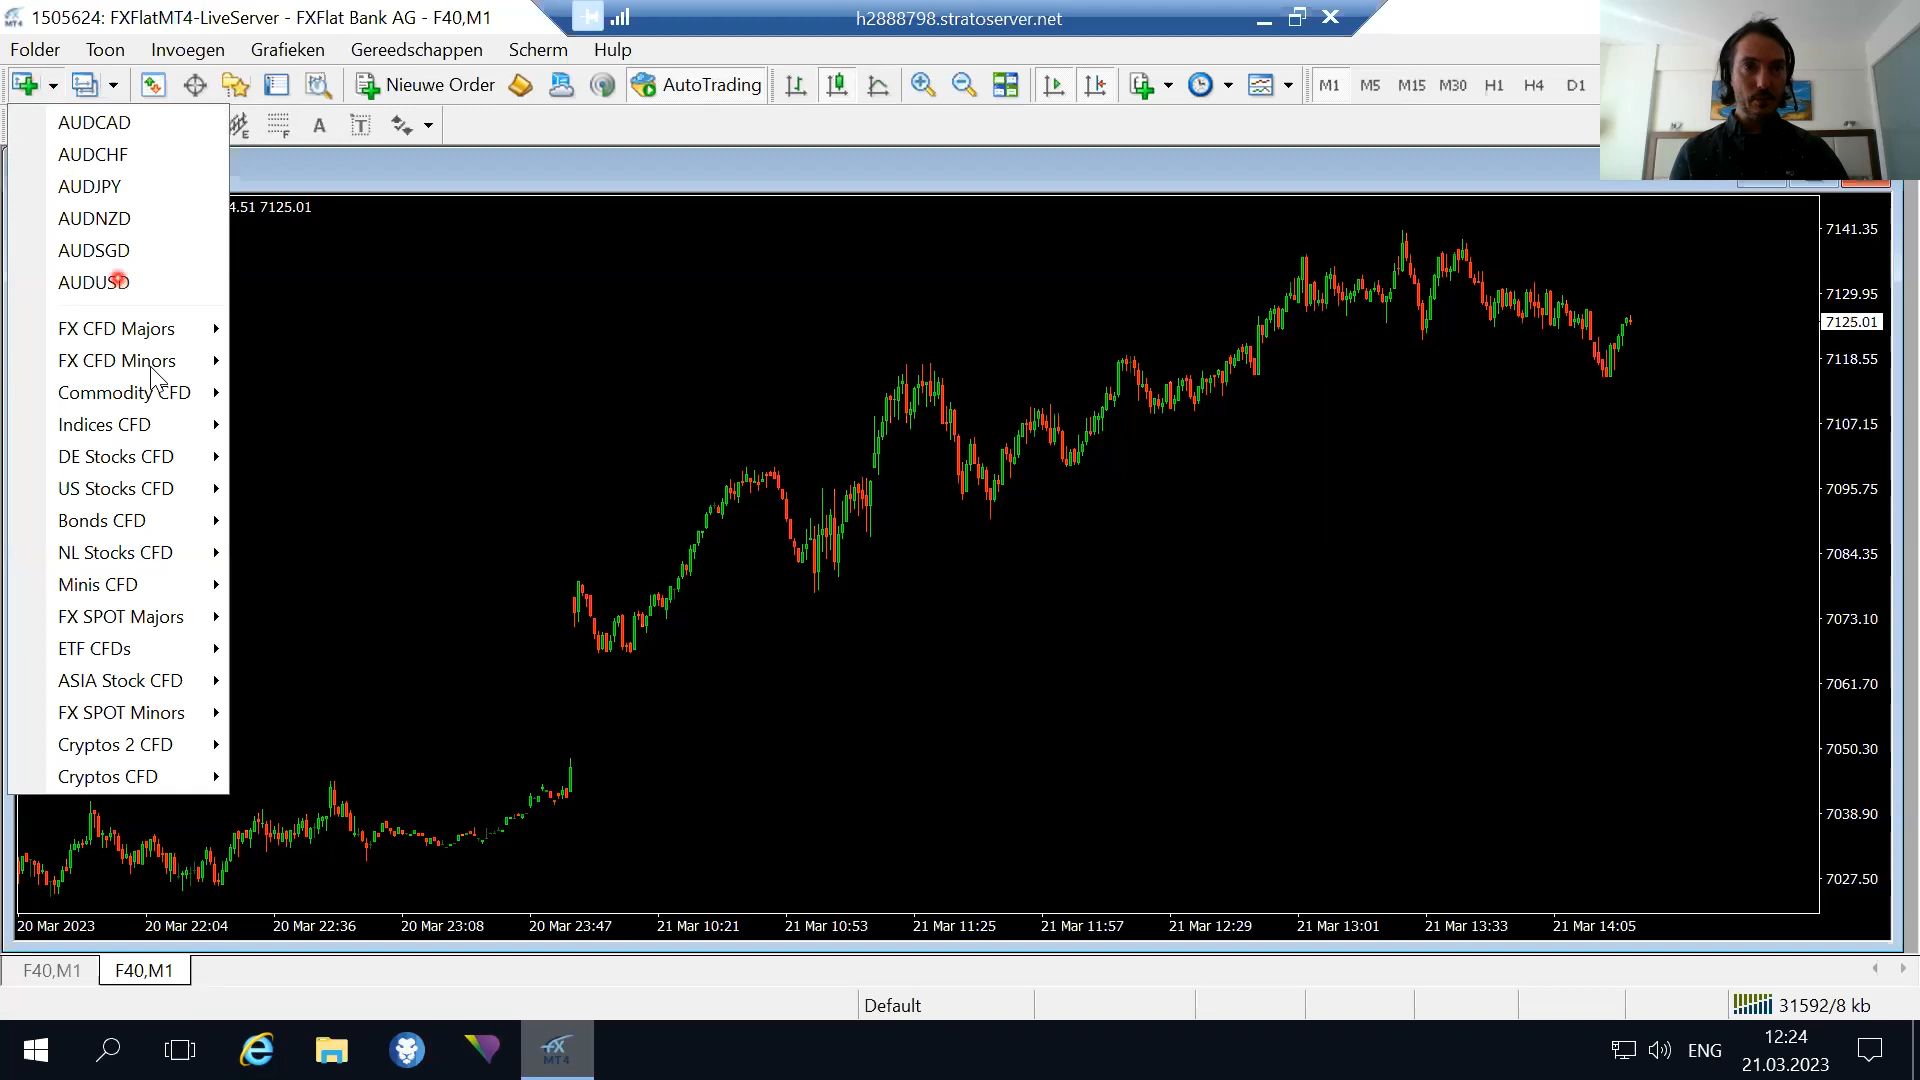 1505624: FXFlatMT4-LiveServer - FXFlat Bank AG - F40,M1
h2888798.stratoserver.net
Folder Toon Invoegen Grafieken Gereedschappen Scherm Hulp
Nieuwe Order AutoTrading M1 M5 M15 M30 H1 H4 D1
E F A T
AUDCAD
AUDCHF
AUDJPY
AUDNZD
AUDSGD
AUDUSD
FX CFD Majors
FX CFD Minors
Commodity CFD
Indices CFD
DE Stocks CFD
US Stocks CFD
Bonds CFD
NL Stocks CFD
Minis CFD
FX SPOT Majors
ETF CFDs
ASIA Stock CFD
FX SPOT Minors
Cryptos 2 CFD
Cryptos CFD
4.51 7125.01
7141.35
7129.95
7125.01
7118.55
7107.15
7095.75
7084.35
7073.10
7061.70
7050.30
7038.90
7027.50
20 Mar 2023 20 Mar 22:04 20 Mar 22:36 20 Mar 23:08 20 Mar 23:47 21 Mar 10:21 21 Mar 10:53 21 Mar 11:25 21 Mar 11:57 21 Mar 12:29 21 Mar 13:01 21 Mar 13:33 21 Mar 14:05
F40,M1 F40,M1
Default 31592/8 kb
FX MT4
ENG
12:24
21.03.2023